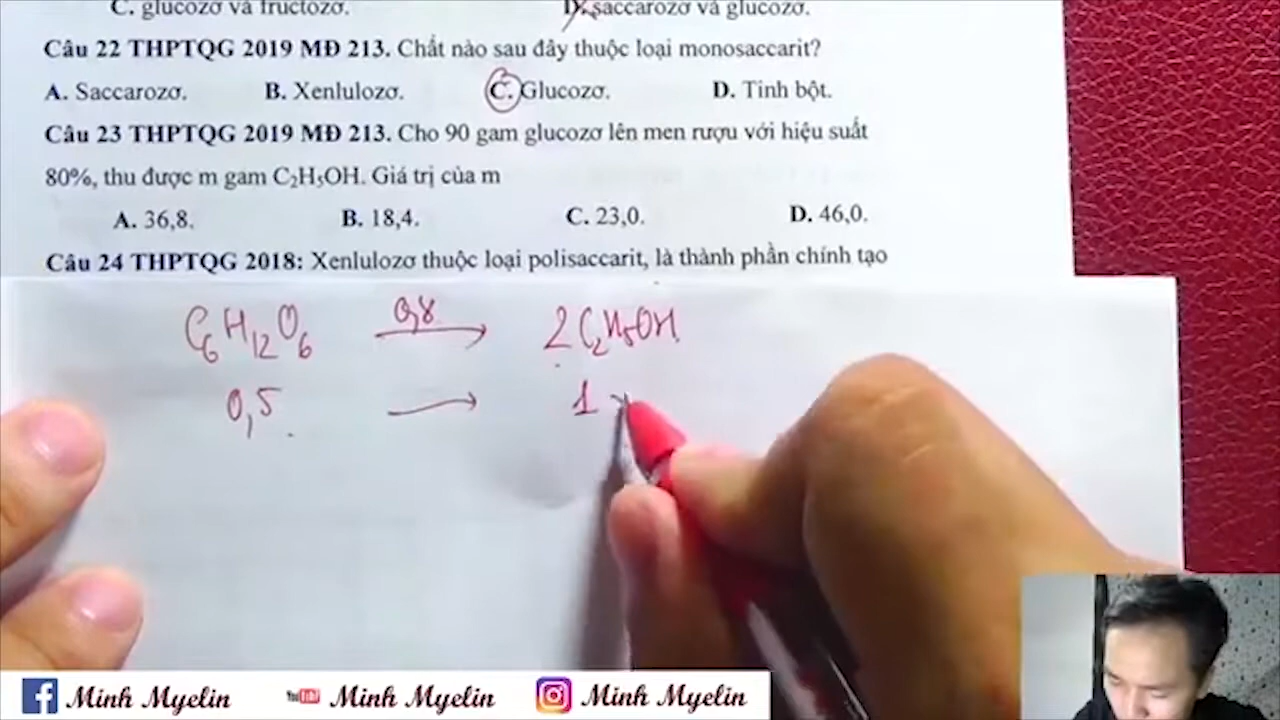 C. glucozơ và fructozơ. D. saccarozơ và glucozơ.
Câu 22 THPTQG 2019 MĐ 213. Chất nào sau đây thuộc loại monosaccarit?
A. Saccarozơ. B. Xenlulozơ. C. Glucozơ. D. Tinh bột.
Câu 23 THPTQG 2019 MĐ 213. Cho 90 gam glucozơ lên men rượu với hiệu suất
80%, thu được m gam C₂H₅OH. Giá trị của m
A. 36,8. B. 18,4. C. 23,0. D. 46,0.
Câu 24 THPTQG 2018: Xenlulozơ thuộc loại polisaccarit, là thành phần chính tạo
C₆H₁₂O₆ 0,8 → 2C₂H₅OH
0,5 → 1
Minh Myelin YouTube Minh Myelin Minh Myelin